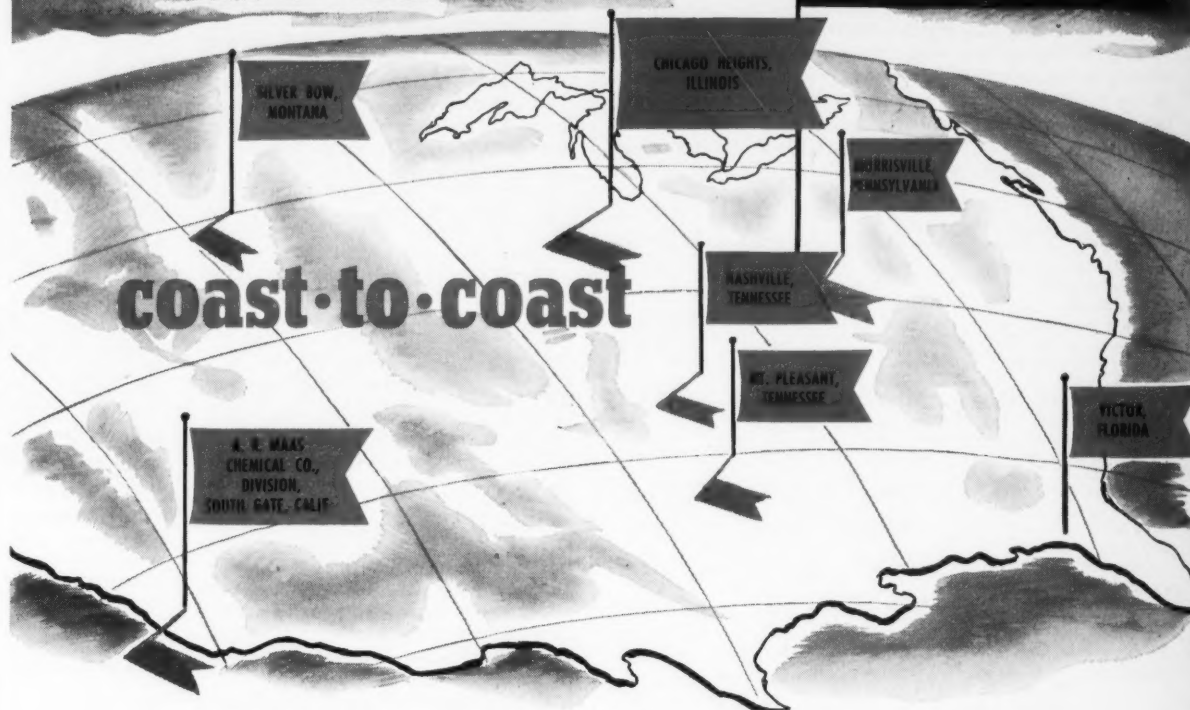 SILVER BOW,
MONTANA
CHICAGO HEIGHTS,
ILLINOIS
MORRISVILLE,
PENNSYLVANIA
NASHVILLE,
TENNESSEE
coast·to·coast
MT. PLEASANT,
TENNESSEE
VICTOR,
FLORIDA
A. R. MAAS
CHEMICAL CO.,
DIVISION,
SOUTH GATE, CALIF.